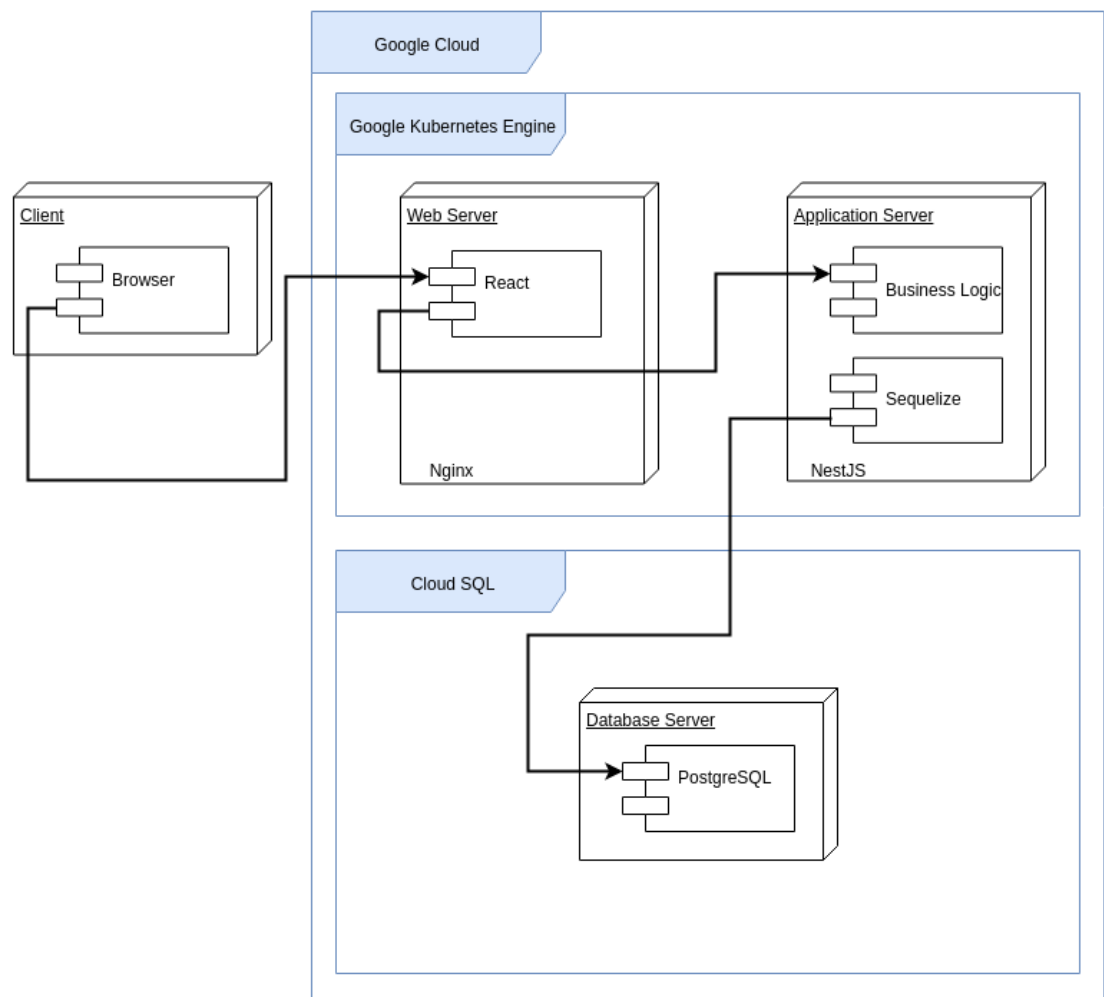 Google Cloud
Google Kubernetes Engine
Client
Browser
Web Server
React
Nginx
Application Server
Business Logic
Sequelize
NestJS
Cloud SQL
Database Server
PostgreSQL